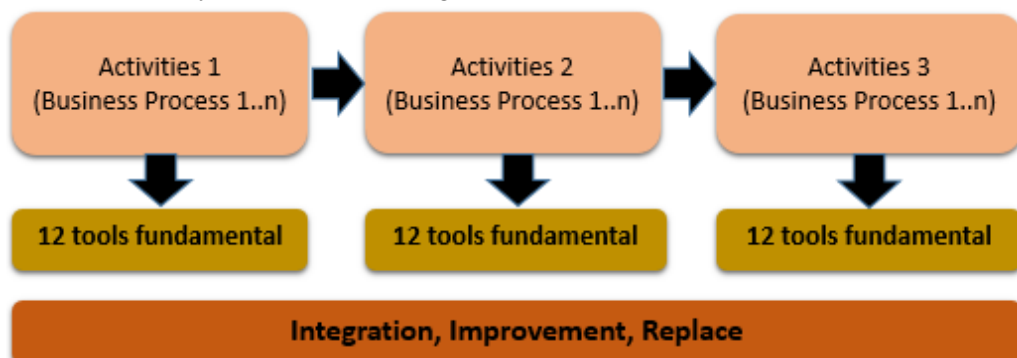 Activities 1
(Business Process 1..n)
Activities 2
(Business Process 1..n)
Activities 3
(Business Process 1..n)
12 tools fundamental
12 tools fundamental
12 tools fundamental
Integration, Improvement, Replace